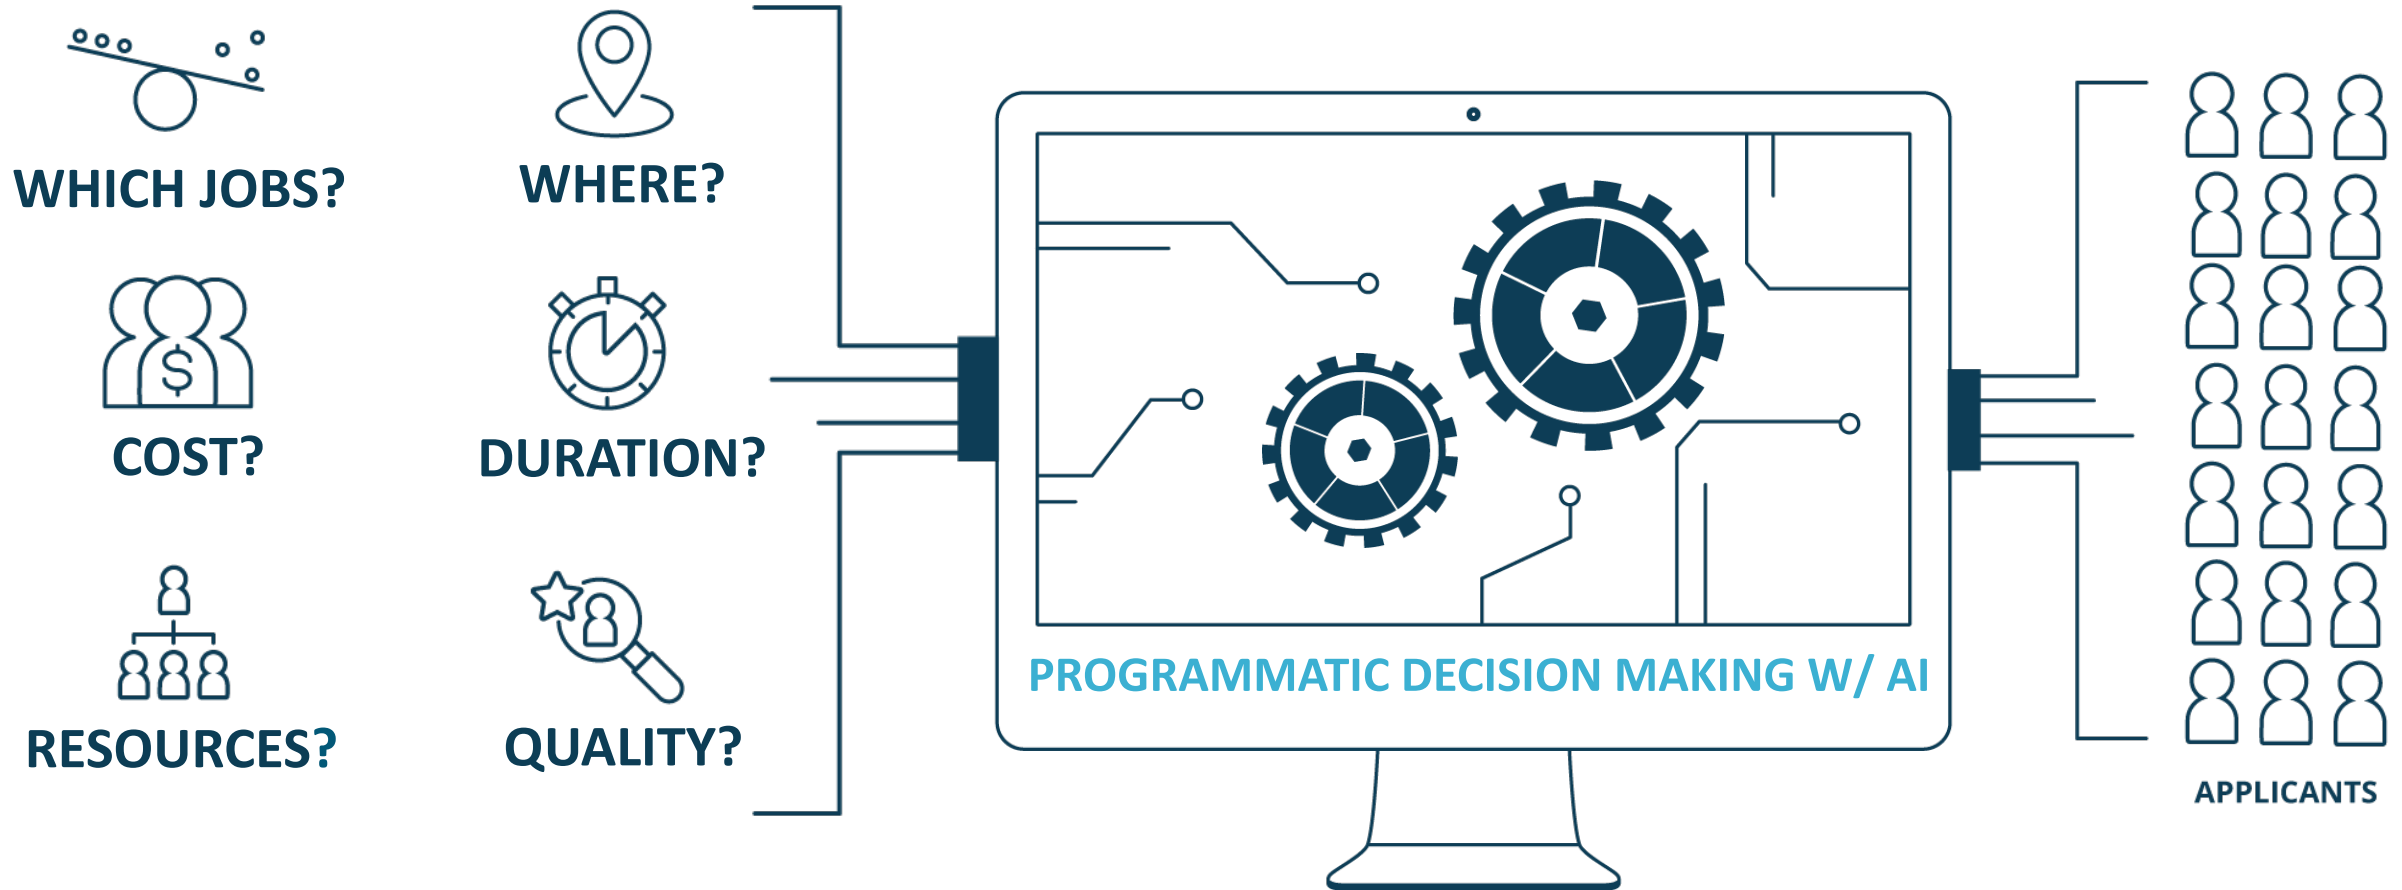 WHICH JOBS?
WHERE?
COST?
DURATION?
RESOURCES?
QUALITY?
$
PROGRAMMATIC DECISION MAKING W/ AI
APPLICANTS